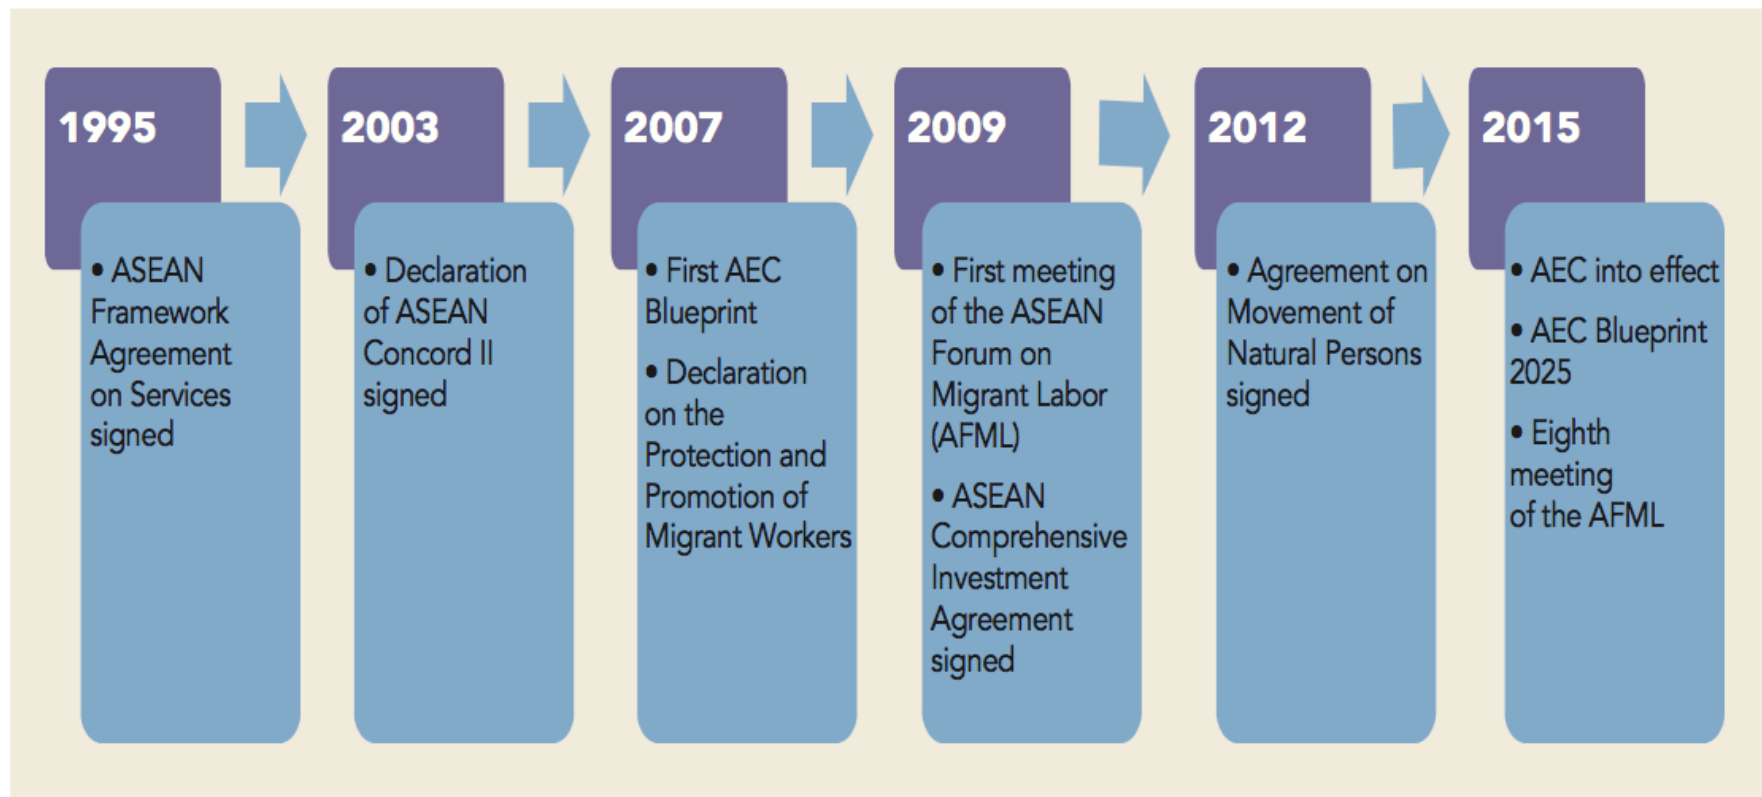 1995
• ASEAN
Framework
Agreement
on Services
signed
2003
• Declaration
of ASEAN
Concord II
signed
2007
• First AEC
Blueprint
• Declaration
on the
Protection and
Promotion of
Migrant Workers
2009
• First meeting
of the ASEAN
Forum on
Migrant Labor
(AFML)
• ASEAN
Comprehensive
Investment
Agreement
signed
2012
• Agreement on
Movement of
Natural Persons
signed
2015
• AEC into effect
• AEC Blueprint
2025
• Eighth
meeting
of the AFML